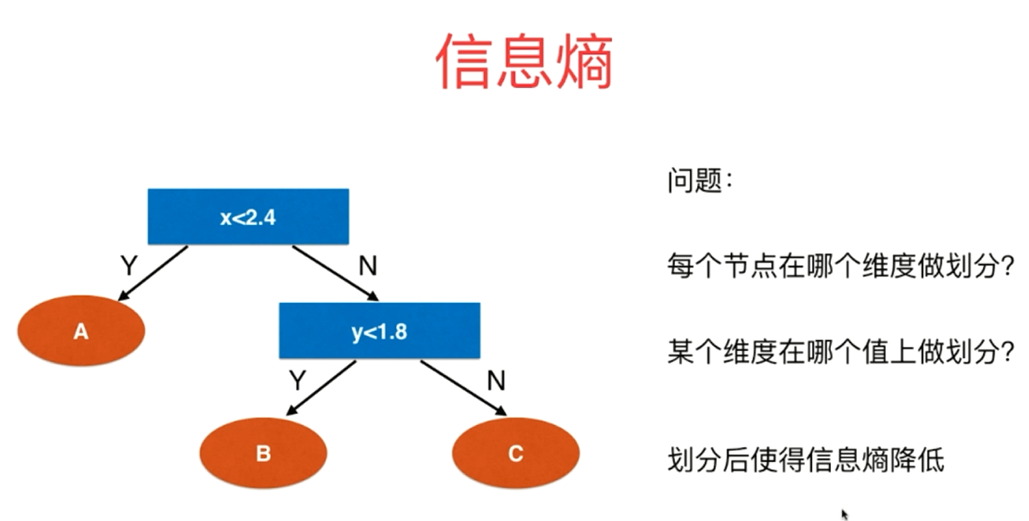 信息熵
x<2.4
Y
N
A
y<1.8
Y
N
B
C
问题：
每个节点在哪个维度做划分？
某个维度在哪个值上做划分？
划分后使得信息熵降低